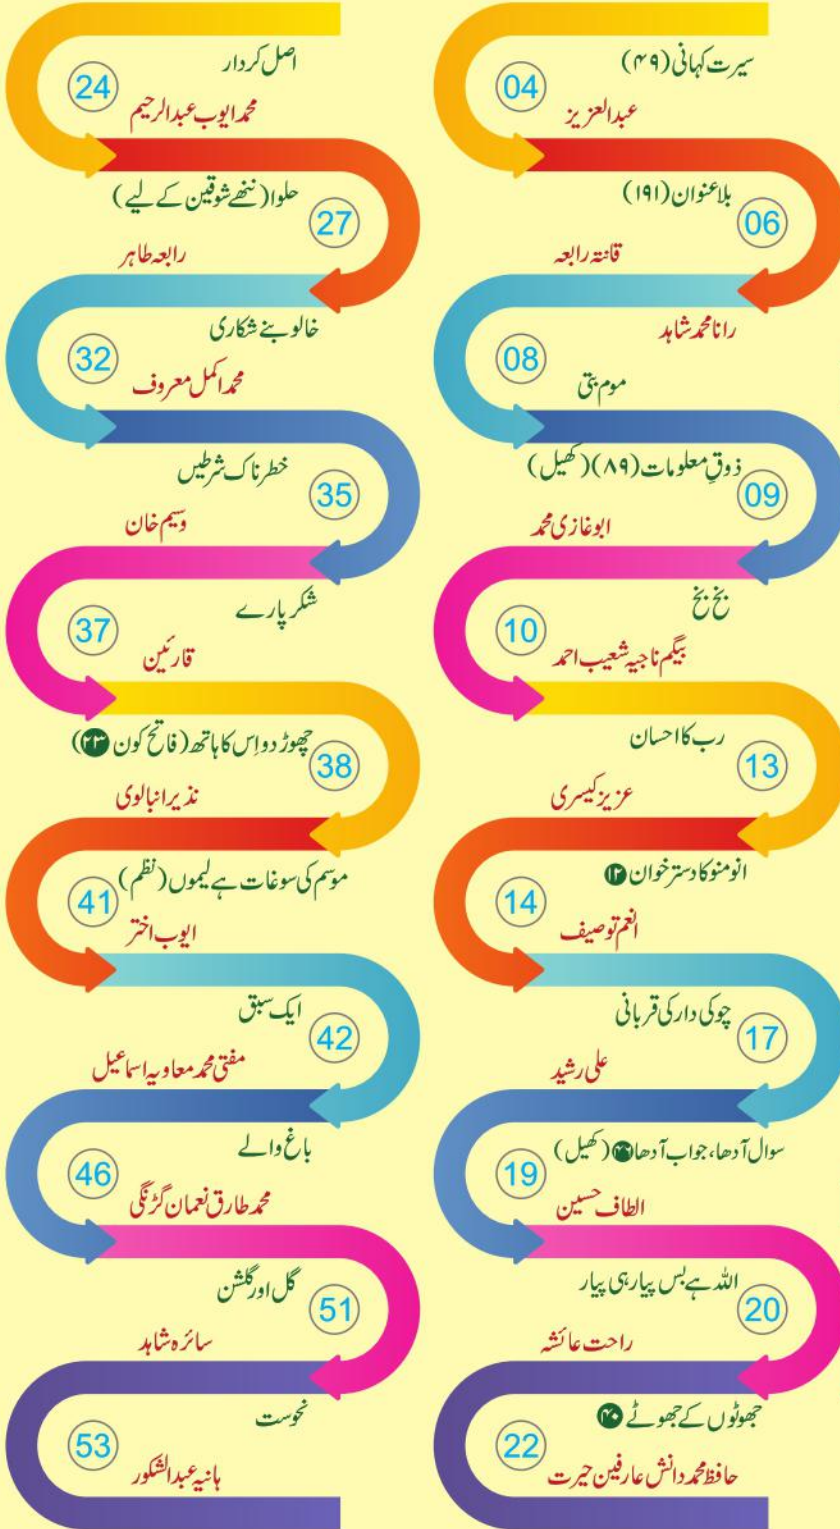 سیرت کہانی (۴۹)
04
عبدالعزیز
بلاعنوان (۱۹۱)
06
قانتہ رابعہ
رانا محمد شاہد
08
موم بتی
ذوقِ معلومات (۸۹) (کھیل)
09
ابوغازی محمد
بخ بخ
10
بیگم ناجیہ شعیب احمد
رب کا احسان
13
عزیز کیسری
انو منو کا دسترخوان ۱۲
14
انعم توصیف
چوکی دار کی قربانی
17
علی رشید
سوال آدھا، جواب آدھا (کھیل)
19
الطاف حسین
اللہ ہے بس پیار ہی پیار
20
راحت عائشہ
جھوٹوں کے جھوٹے ۴۰
22
حافظ محمد دانش عارفین حیرت
اصل کردار
24
محمد ایوب عبدالرحیم
حلوا (ننھے شوقین کے لیے)
27
رابعہ طاہر
خالو بنے شکاری
32
محمد اکمل معروف
خطرناک شرطیں
35
وسیم خان
شکر پارے
37
قارئین
چھوڑ دو اِس کا ہاتھ (فاتح کون ۲۳)
38
نذیر انبالوی
موسم کی سوغات ہے لیموں (نظم)
41
ایوب اختر
ایک سبق
42
مفتی محمد معاویہ اسماعیل
باغ والے
46
محمد طارق نعمان گڑنگی
گل اور گلشن
51
سائرہ شاہد
نحوست
53
ہانیہ عبدالشکور